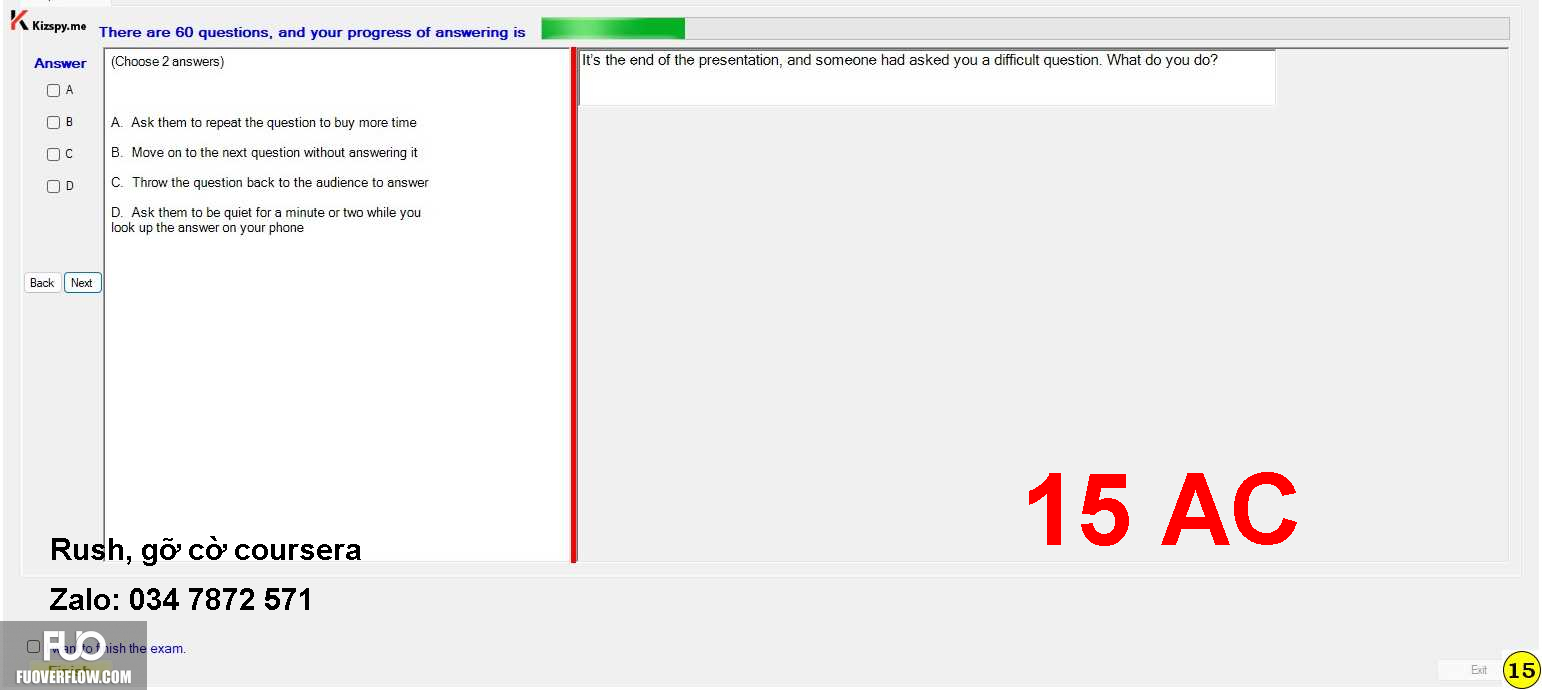 Kizspy.me
There are 60 questions, and your progress of answering is
Answer
A
B
C
D
Back
Next
(Choose 2 answers)
A. Ask them to repeat the question to buy more time
B. Move on to the next question without answering it
C. Throw the question back to the audience to answer
D. Ask them to be quiet for a minute or two while you
look up the answer on your phone
It's the end of the presentation, and someone had asked you a difficult question. What do you do?
15 AC
Rush, gỡ cờ coursera
Zalo: 034 7872 571
FUO
want to finish the exam.
Finish
FUOVERFLOW.COM
Exit
15